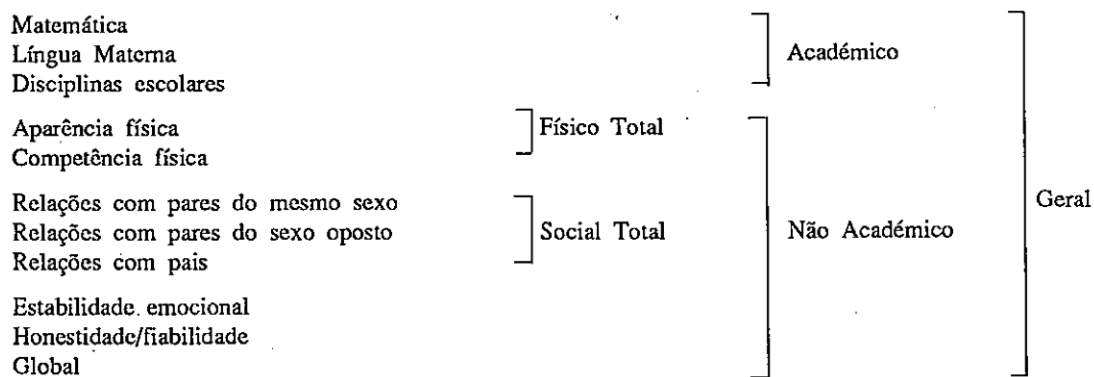 Matemática
Língua Materna
Disciplinas escolares
Académico
Aparência física
Competência física
Físico Total
Relações com pares do mesmo sexo
Relações com pares do sexo oposto
Relações com pais
Social Total
Não Académico
Geral
Estabilidade emocional
Honestidade/fiabilidade
Global